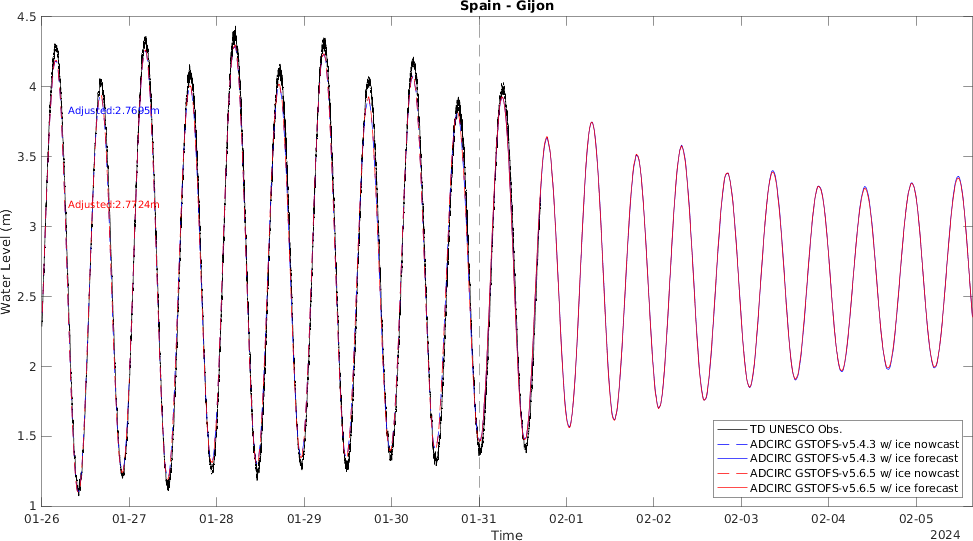 Spain - Gijon
4.5
4
3.5
3
2.5
2
1.5
1
Water Level (m)
Adjusted:2.7695m
Adjusted:2.7724m
TD UNESCO Obs.
ADCIRC GSTOFS-v5.4.3 w/ ice nowcast
ADCIRC GSTOFS-v5.4.3 w/ ice forecast
ADCIRC GSTOFS-v5.6.5 w/ ice nowcast
ADCIRC GSTOFS-v5.6.5 w/ ice forecast
01-26 01-27 01-28 01-29 01-30 01-31 02-01 02-02 02-03 02-04 02-05
Time
2024